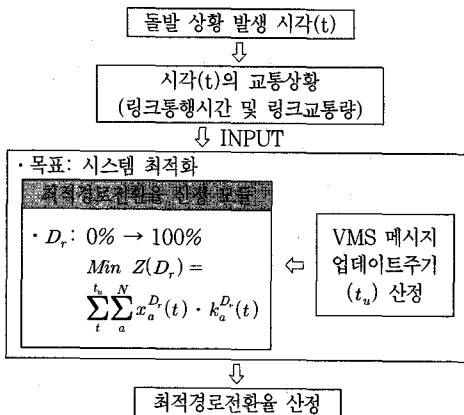 돌발 상황 발생 시각(t)
시각(t)의 교통상황
(링크통행시간 및 링크교통량)
INPUT
· 목표: 시스템 최적화
최적경로전환율 산정 모듈
· D_r: 0% → 100%
Min Z(D_r) =
∑_t^{t_u} ∑_a^N x_a^{D_r}(t) · k_a^{D_r}(t)
VMS 메시지
업데이트주기
(t_u) 산정
최적경로전환율 산정